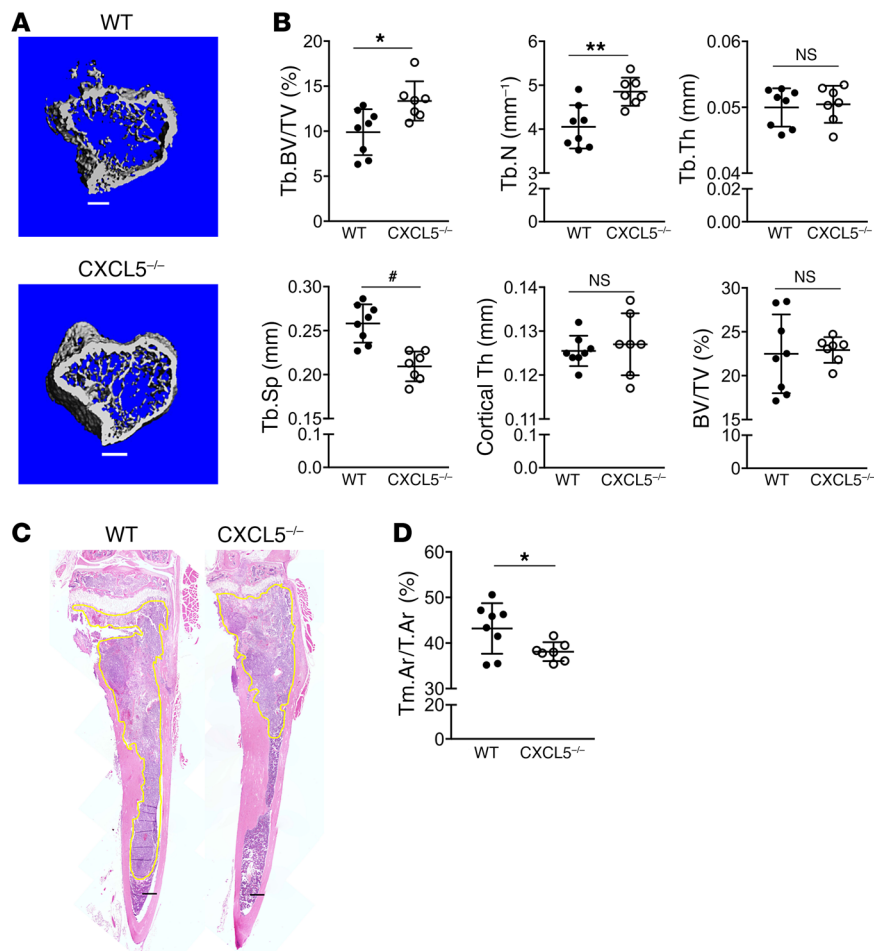 A
WT
CXCL5⁻/⁻
B
Tb.BV/TV (%)
20
15
10
5
0
*
WT CXCL5⁻/⁻
Tb.N (mm⁻¹)
6
5
4
3
2
0
**
WT CXCL5⁻/⁻
Tb.Th (mm)
0.06
0.05
0.04
0.02
0.00
NS
WT CXCL5⁻/⁻
Tb.Sp (mm)
0.30
0.25
0.20
0.15
0.1
0.0
#
WT CXCL5⁻/⁻
Cortical Th (mm)
0.14
0.13
0.12
0.11
0.1
0.0
NS
WT CXCL5⁻/⁻
BV/TV (%)
30
25
20
15
10
0
NS
WT CXCL5⁻/⁻
C
WT CXCL5⁻/⁻
D
Tm.Ar/T.Ar (%)
60
50
40
30
20
0
*
WT CXCL5⁻/⁻